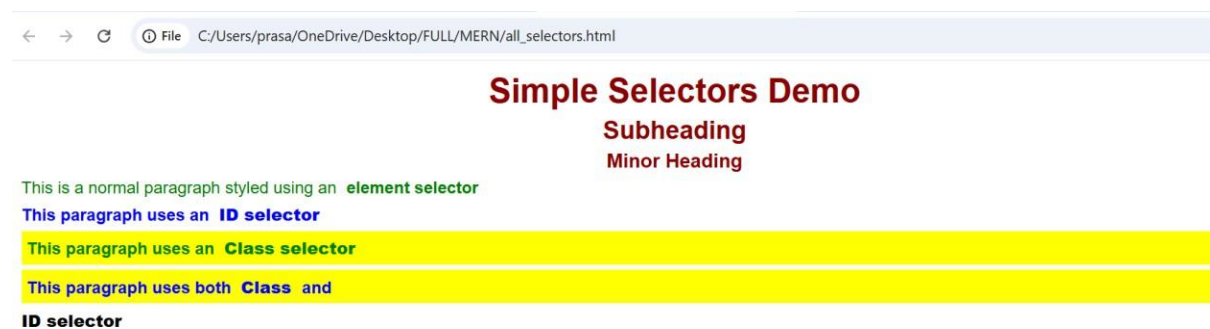 File C:/Users/prasa/OneDrive/Desktop/FULL/MERN/all_selectors.html
Simple Selectors Demo
Subheading
Minor Heading
This is a normal paragraph styled using an element selector
This paragraph uses an ID selector
This paragraph uses an Class selector
This paragraph uses both Class and
ID selector